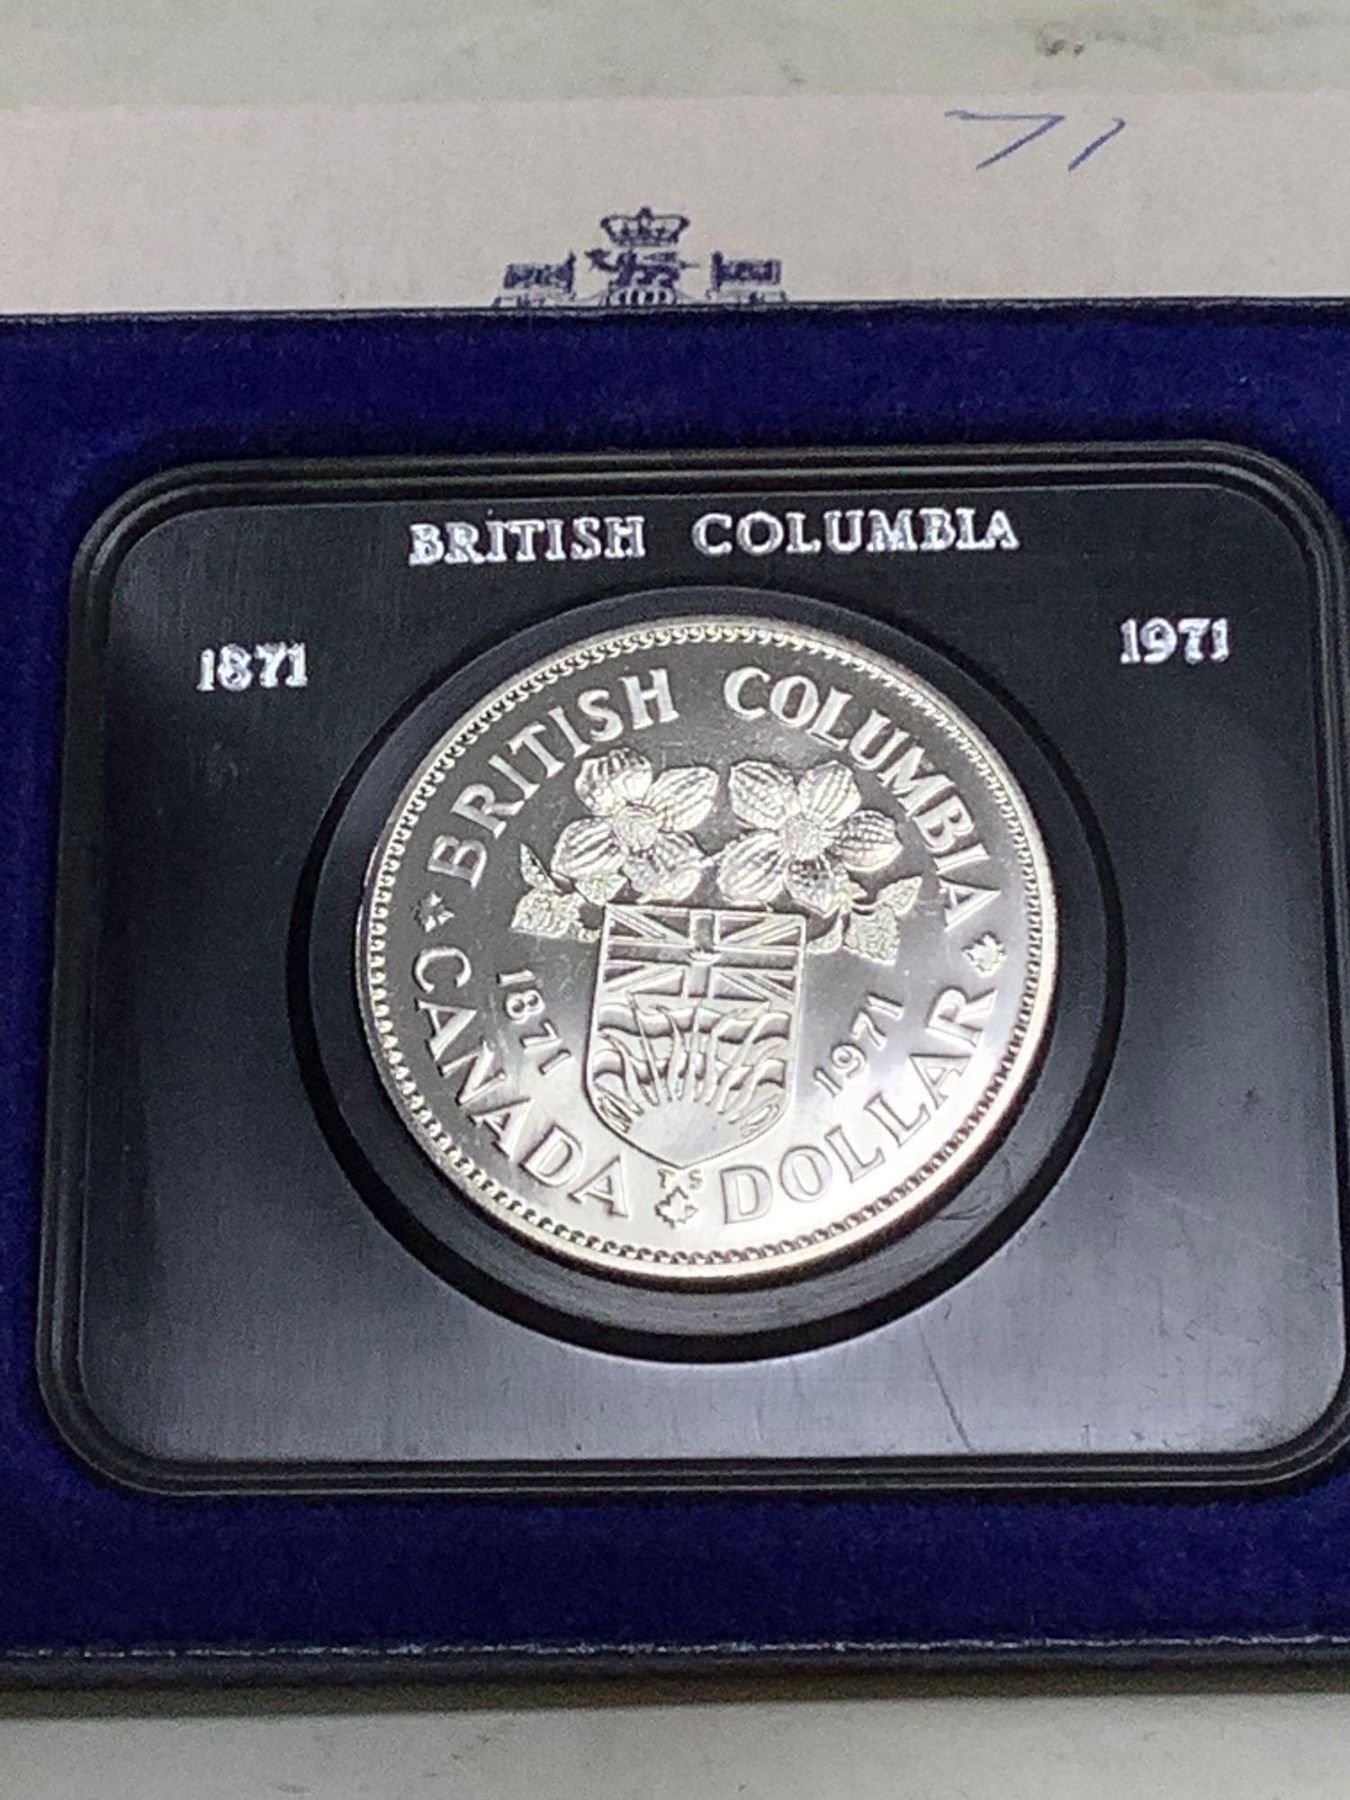 71
BRITISH COLUMBIA
1871
1971
BRITISH COLUMBIA
1871
1971
CANADA
DOLLAR
T S